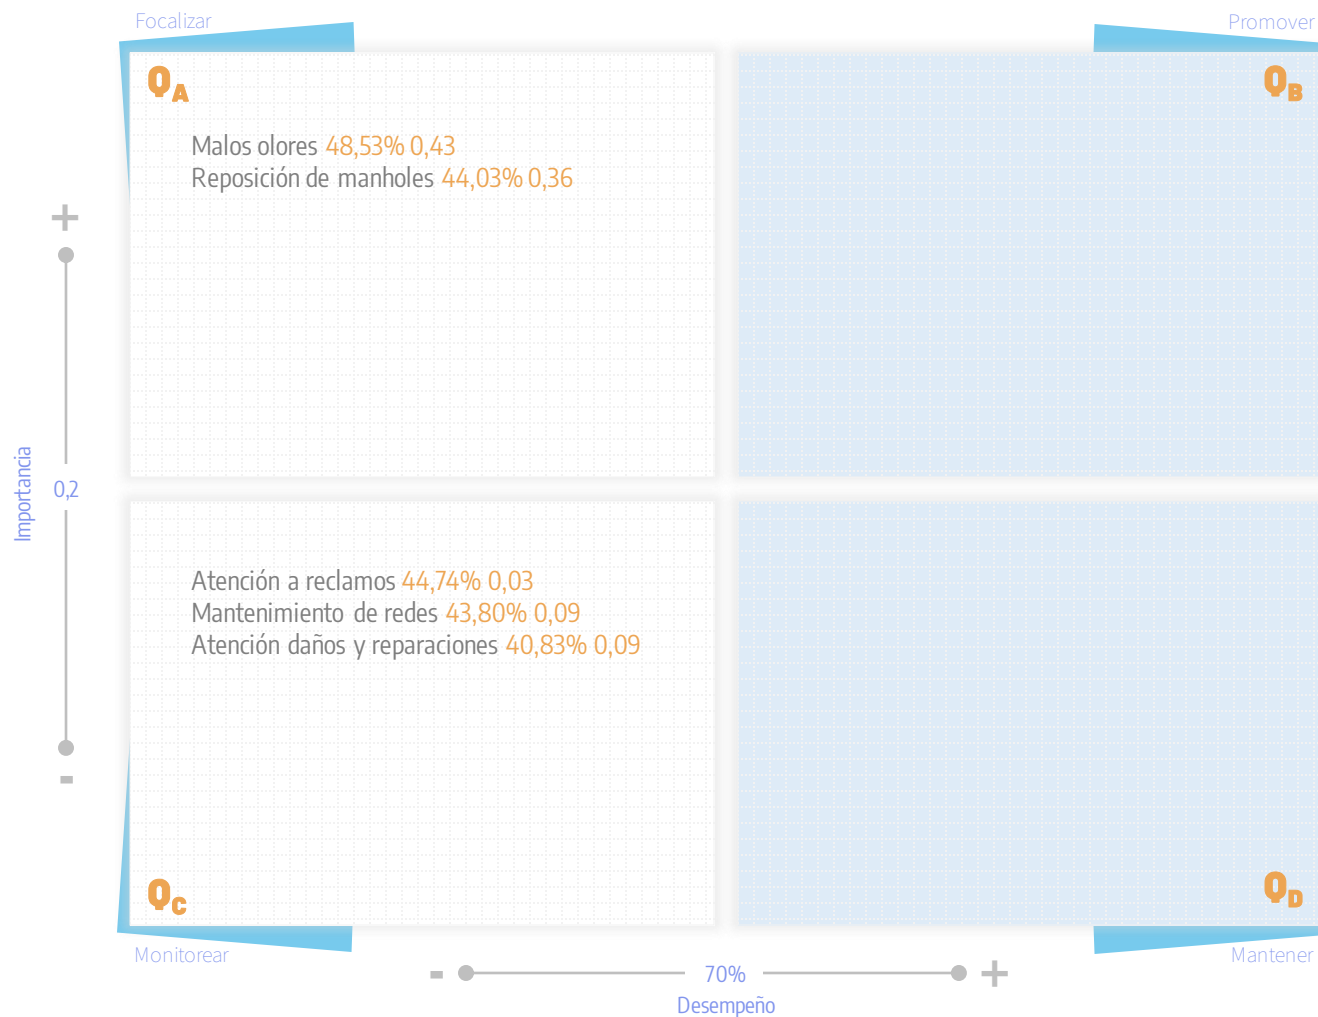 Focalizar
Promover
QA
QB
Malos olores 48,53% 0,43
Reposición de manholes 44,03% 0,36
+
Importancia
0,2
Atención a reclamos 44,74% 0,03
Mantenimiento de redes 43,80% 0,09
Atención daños y reparaciones 40,83% 0,09
-
QC
QD
Monitorear
Mantener
- 70% +
Desempeño